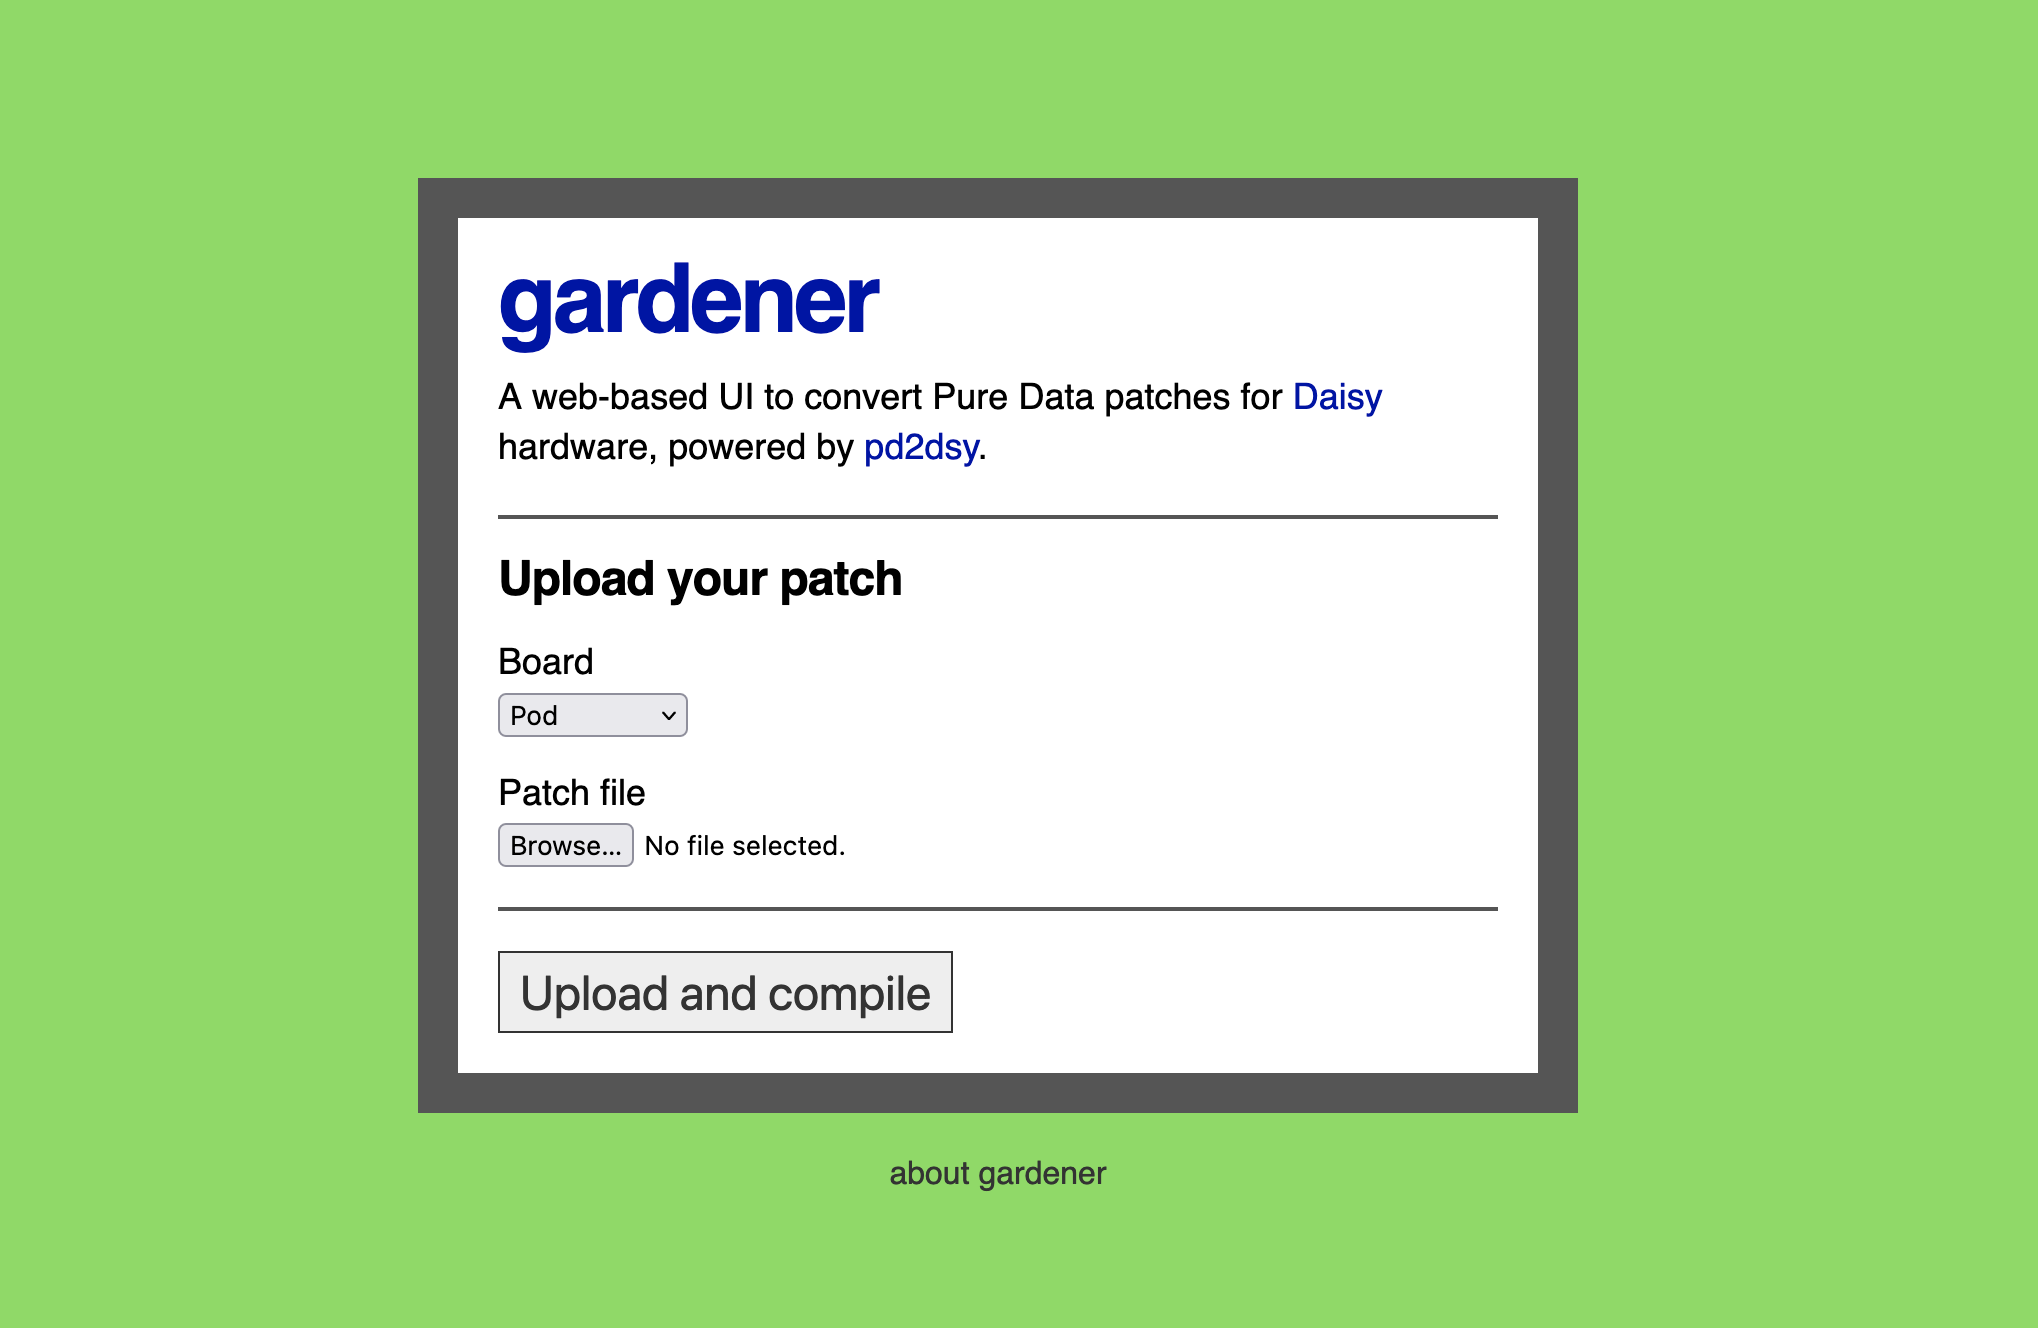 gardener
A web-based UI to convert Pure Data patches for Daisy
hardware, powered by pd2dsy.
Upload your patch
Board
Pod
Patch file
Browse... No file selected.
Upload and compile
about gardener